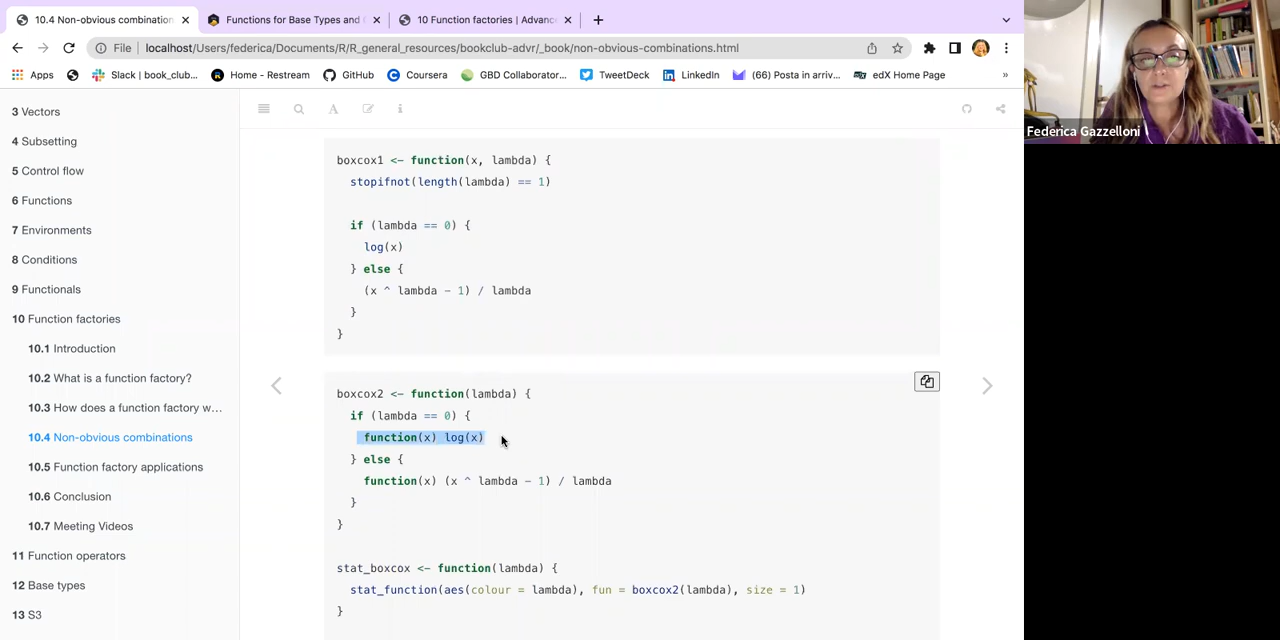 10.4 Non-obvious combination
Functions for Base Types and
10 Function factories | Advanc
File
localhost/Users/federica/Documents/R/R_general_resources/bookclub-advr/_book/non-obvious-combinations.html
Apps
Slack | book_club...
Home - Restream
GitHub
Coursera
GBD Collaborator...
TweetDeck
LinkedIn
(66) Posta in arriv...
edX Home Page
»
Federica Gazzelloni
3 Vectors
4 Subsetting
5 Control flow
6 Functions
7 Environments
8 Conditions
9 Functionals
10 Function factories
10.1 Introduction
10.2 What is a function factory?
10.3 How does a function factory w...
10.4 Non-obvious combinations
10.5 Function factory applications
10.6 Conclusion
10.7 Meeting Videos
11 Function operators
12 Base types
13 S3
boxcox1 <- function(x, lambda) {
stopifnot(length(lambda) == 1)
if (lambda == 0) {
log(x)
} else {
(x ^ lambda - 1) / lambda
}
}
boxcox2 <- function(lambda) {
if (lambda == 0) {
function(x) log(x)
} else {
function(x) (x ^ lambda - 1) / lambda
}
}
stat_boxcox <- function(lambda) {
stat_function(aes(colour = lambda), fun = boxcox2(lambda), size = 1)
}